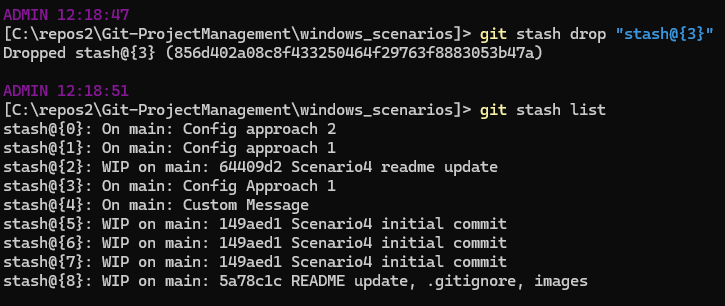 ADMIN 12:18:47
[C:\repos2\Git-ProjectManagement\windows_scenarios]> git stash drop "stash@{3}"
Dropped stash@{3} (856d402a08c8f433250464f29763f8883053b47a)
ADMIN 12:18:51
[C:\repos2\Git-ProjectManagement\windows_scenarios]> git stash list
stash@{0}: On main: Config approach 2
stash@{1}: On main: Config approach 1
stash@{2}: WIP on main: 64409d2 Scenario4 readme update
stash@{3}: On main: Config Approach 1
stash@{4}: On main: Custom Message
stash@{5}: WIP on main: 149aed1 Scenario4 initial commit
stash@{6}: WIP on main: 149aed1 Scenario4 initial commit
stash@{7}: WIP on main: 149aed1 Scenario4 initial commit
stash@{8}: WIP on main: 5a78c1c README update, .gitignore, images